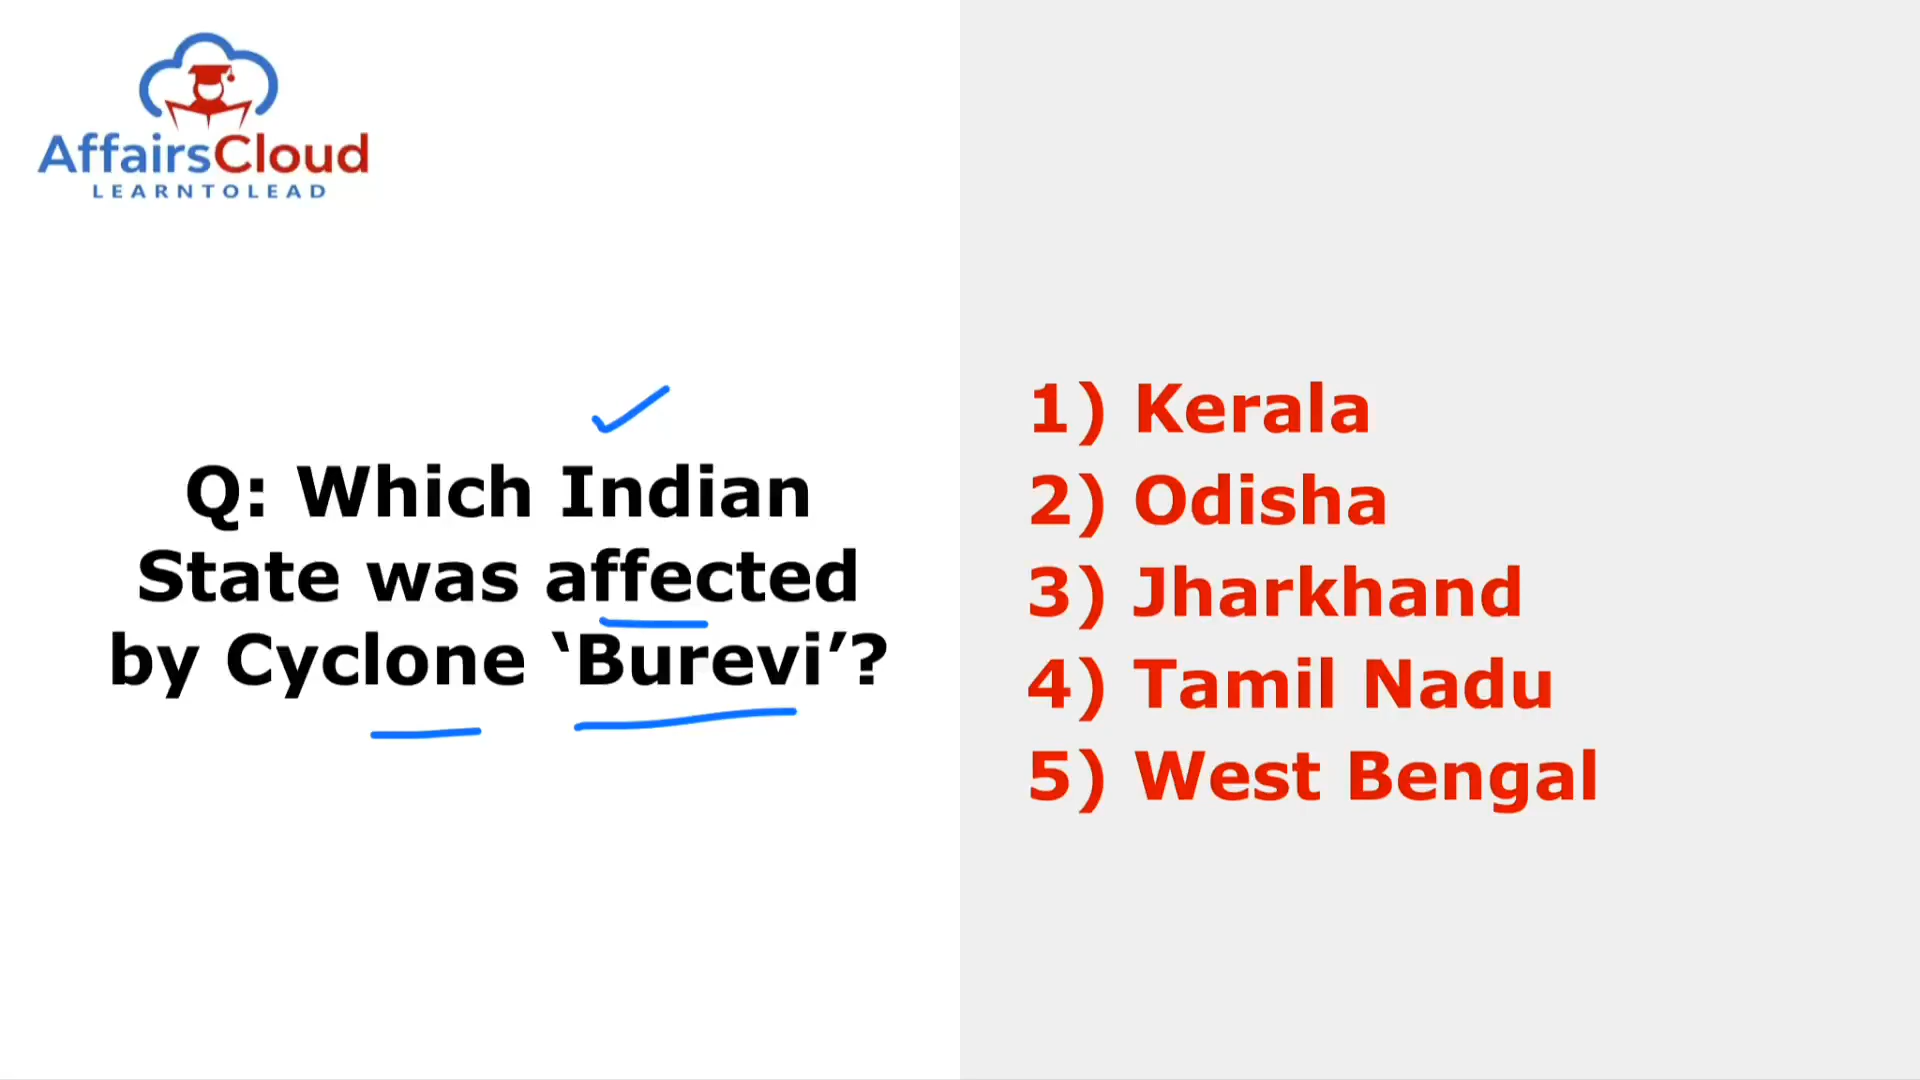 AffairsCloud
LEARNTOLEAD
Q: Which Indian
State was affected
by Cyclone ‘Burevi’?
1) Kerala
2) Odisha
3) Jharkhand
4) Tamil Nadu
5) West Bengal